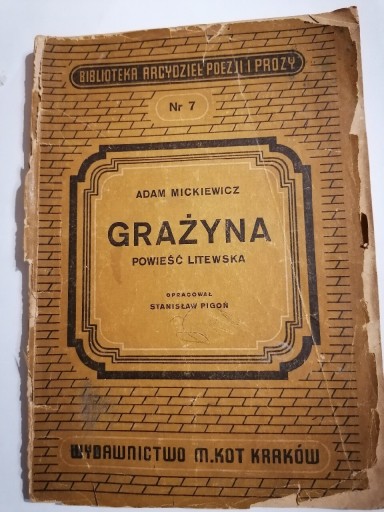 BIBLIOTEKA ARCYDZIEŁ POEZJI I PROZY
Nr 7
ADAM MICKIEWICZ
GRAŻYNA
POWIEŚĆ LITEWSKA
OPRACOWAŁ
STANISŁAW PIGOŃ
WYDAWNICTWO M.KOT KRAKÓW